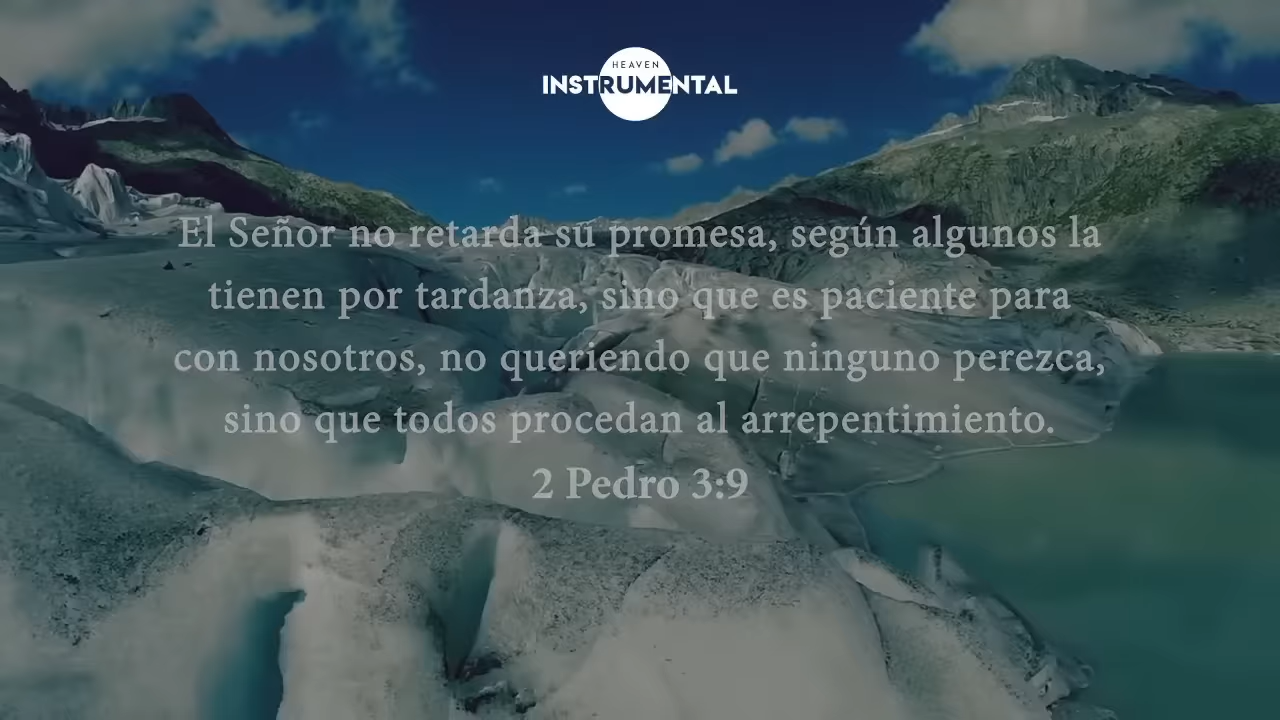 HEAVEN
INSTRUMENTAL
El Señor no retarda su promesa, según algunos la
tienen por tardanza, sino que es paciente para
con nosotros, no queriendo que ninguno perezca,
sino que todos procedan al arrepentimiento.
2 Pedro 3:9